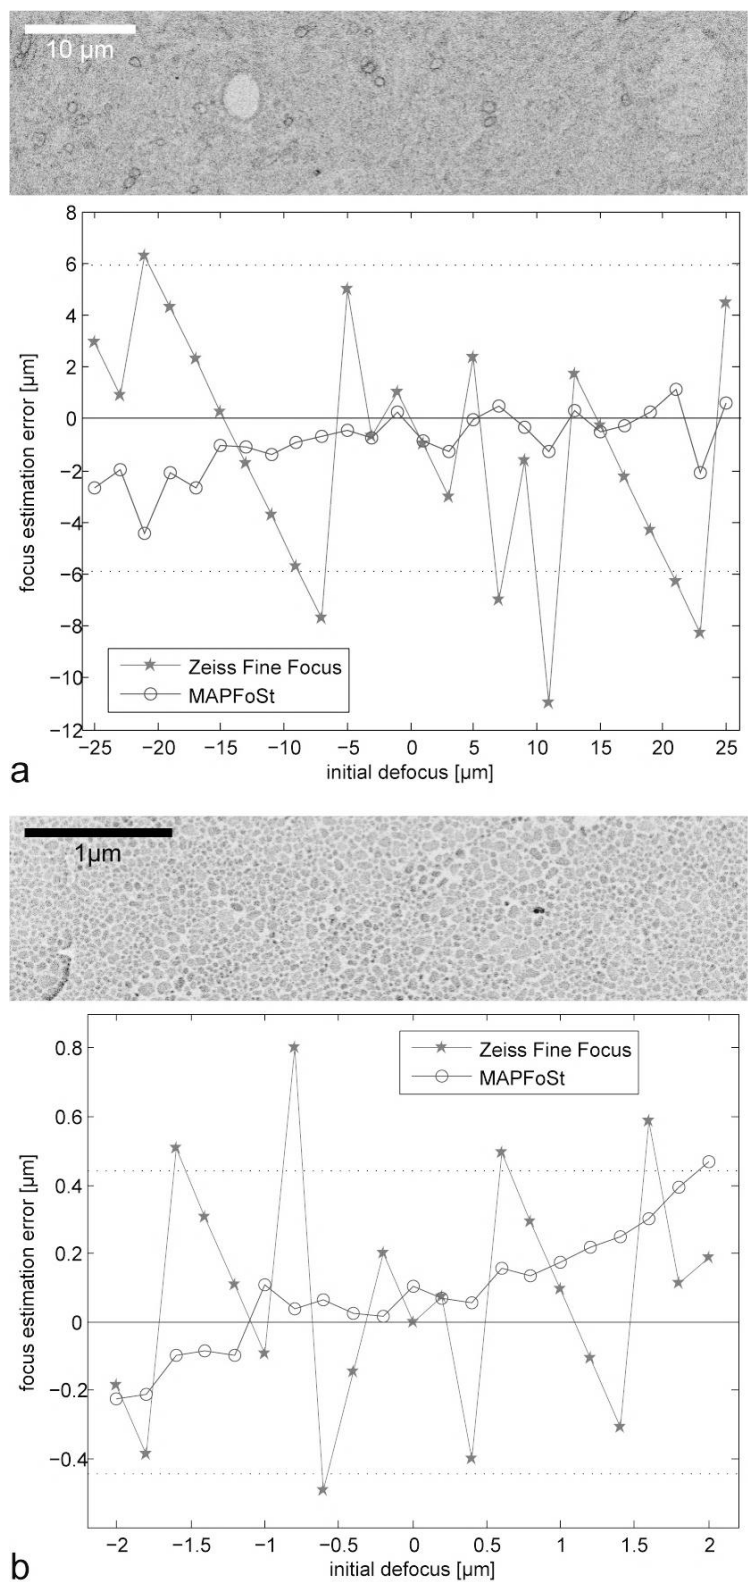 10 μm
8
6
4
2
0
−2
−4
−6
−8
−10
−12
focus estimation error [μm]
Zeiss Fine Focus
MAPFoSt
−25 −20 −15 −10 −5 0 5 10 15 20 25
initial defocus [μm]
a
1μm
0.8
0.6
0.4
0.2
0
−0.2
−0.4
focus estimation error [μm]
Zeiss Fine Focus
MAPFoSt
−2 −1.5 −1 −0.5 0 0.5 1 1.5 2
initial defocus [μm]
b